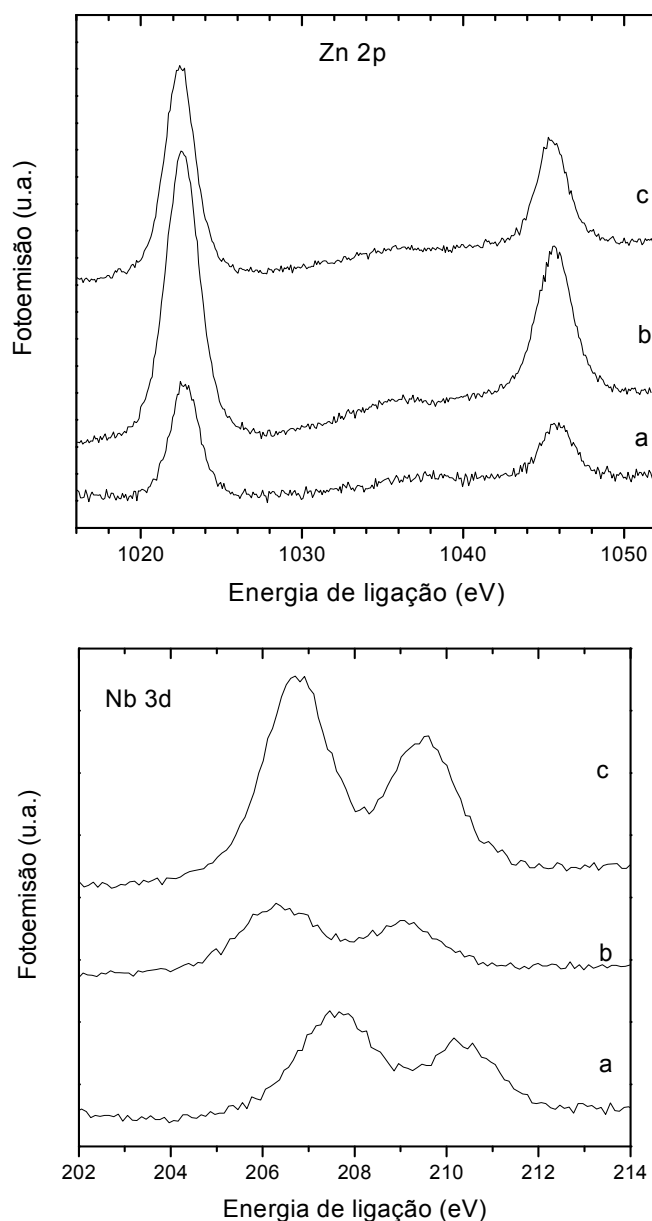 Zn 2p
c
b
a
Fotoemisão (u.a.)
1020 1030 1040 1050
Energia de ligação (eV)
Nb 3d
c
b
a
Fotoemisão (u.a.)
202 204 206 208 210 212 214
Energia de ligação (eV)